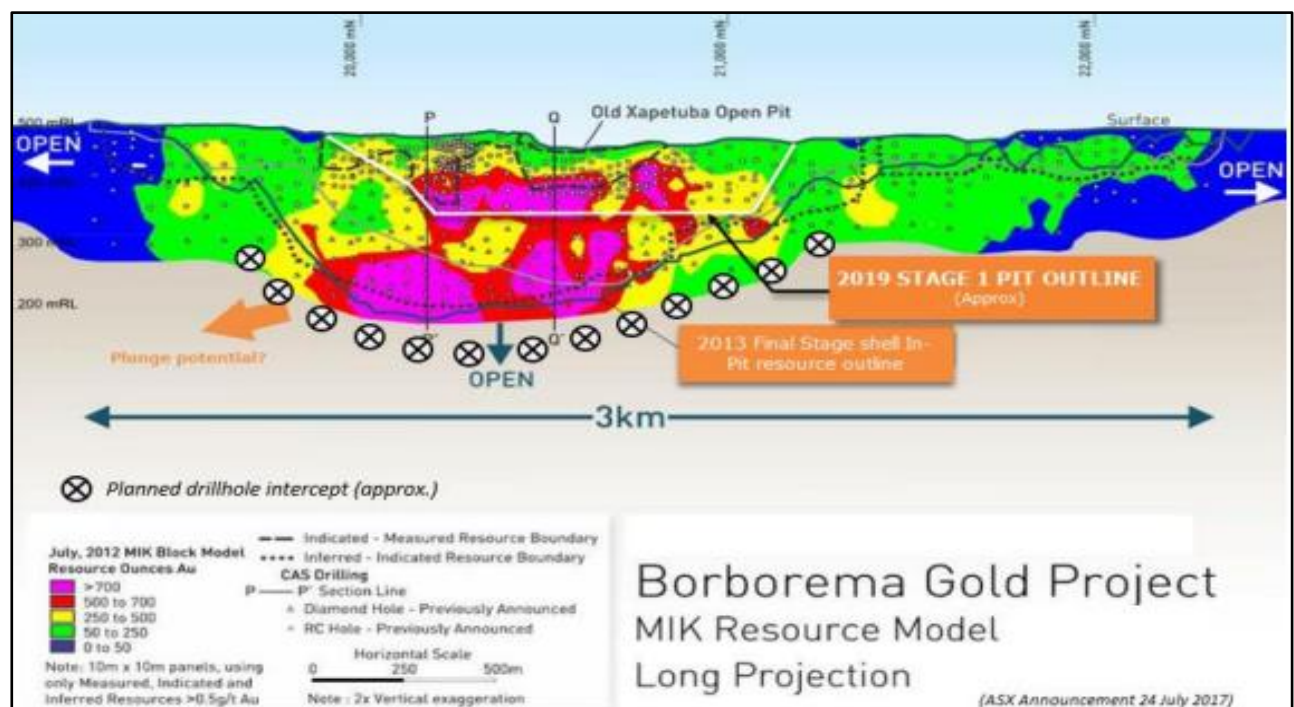 20,000 mN
21,000 mN
22,000 mN
P
Q
Old Xapetuba Open Pit
Surface
500 mRL
OPEN
OPEN
300 mRL
200 mRL
2019 STAGE 1 PIT OUTLINE
(Approx)
2013 Final Stage shell In-
Pit resource outline
Plonge potential?
P'
Q'
OPEN
3km
Planned drillhole intercept (approx.)
July, 2012 MIK Block Model
Resource Ounces Au
>700
500 to 700
250 to 500
50 to 250
0 to 50
Note: 10m x 10m panels, using
only Measured, Indicated and
Inferred Resources >0.5g/t Au
Indicated - Measured Resource Boundary
Inferred - Indicated Resource Boundary
CAS Drilling
P P' Section Line
Diamond Hole - Previously Announced
RC Hole - Previously Announced
Horizontal Scale
0 250 500m
Note : 2x Vertical exaggeration
Borborema Gold Project
MIK Resource Model
Long Projection
(ASX Announcement 24 July 2017)